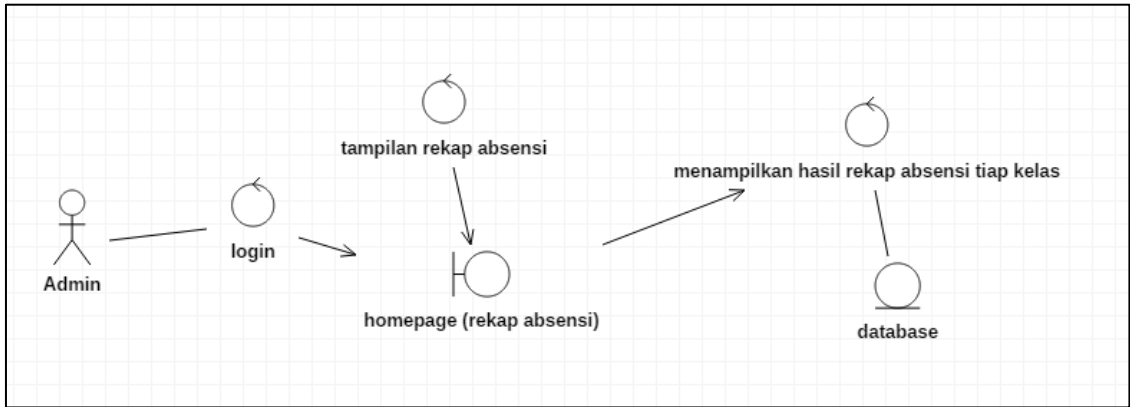 tampilan rekap absensi
menampilkan hasil rekap absensi tiap kelas
login
Admin
homepage (rekap absensi)
database